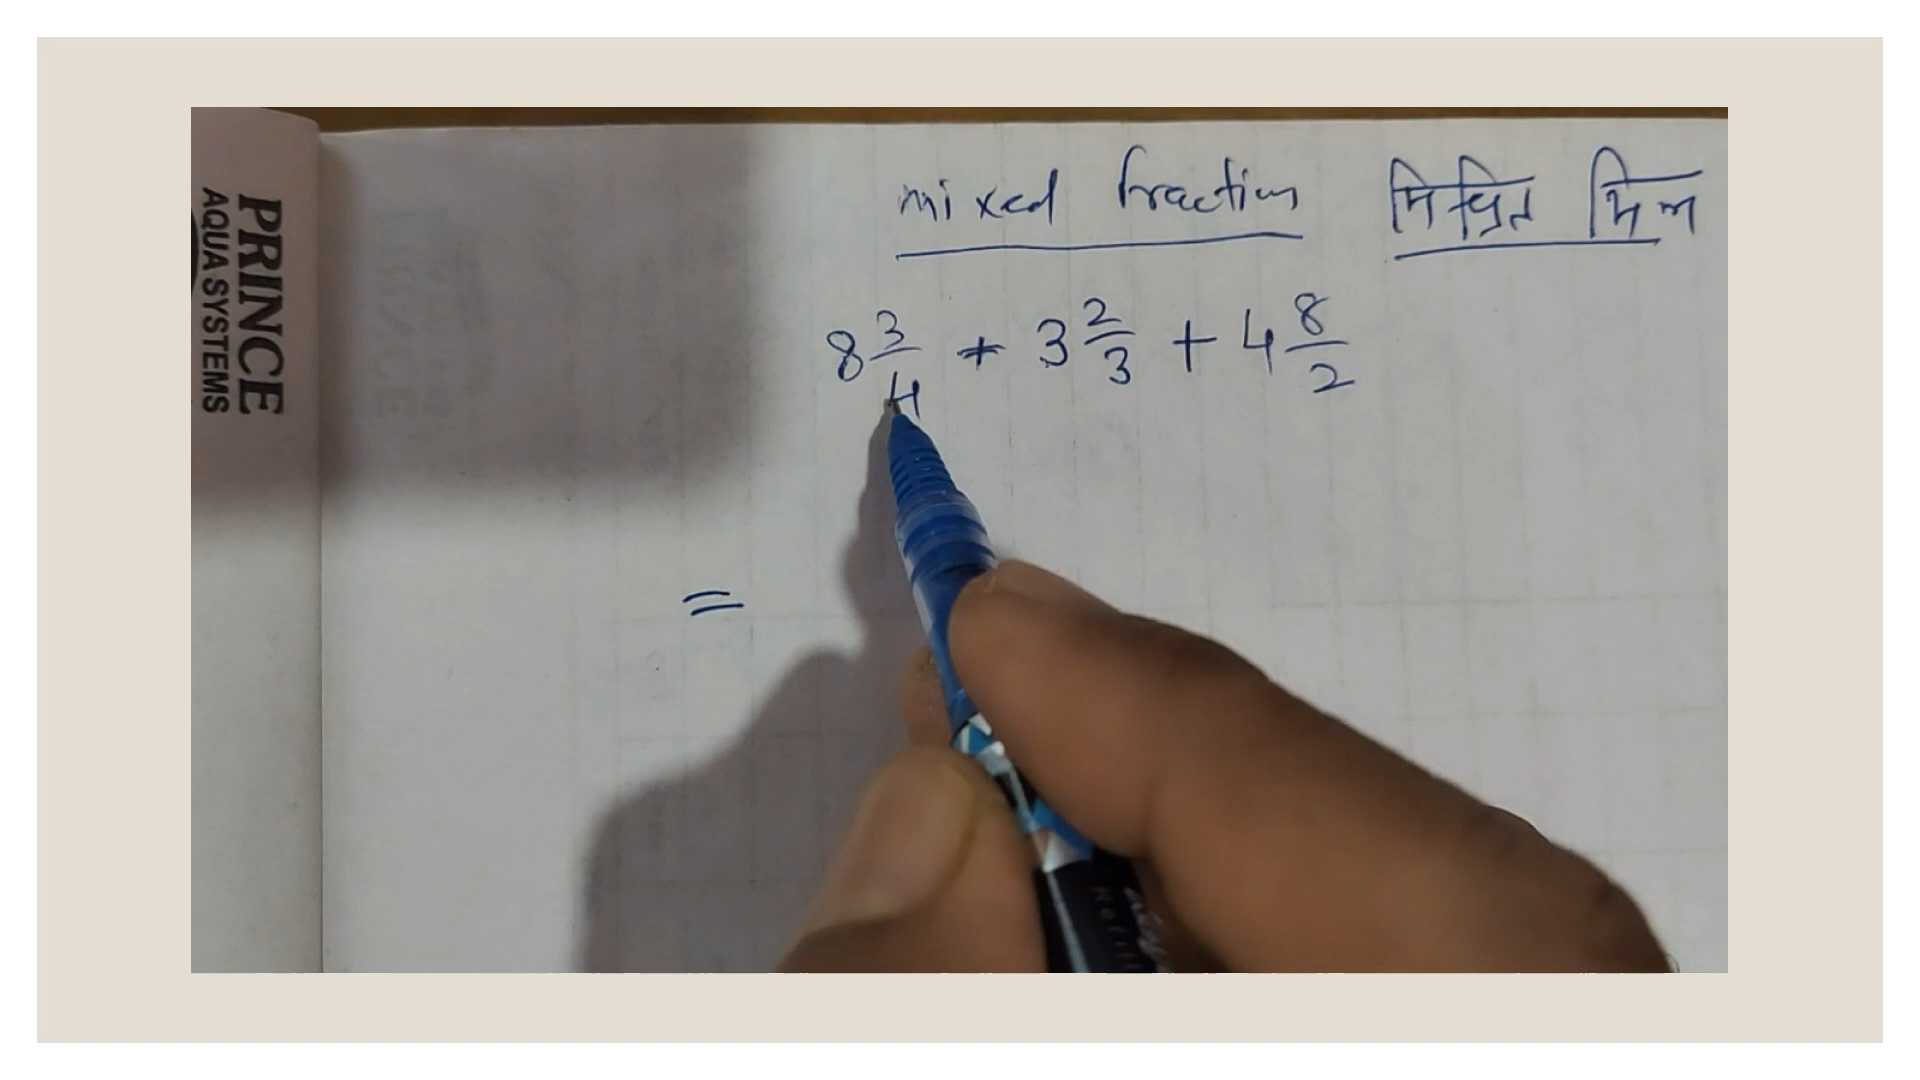 PRINCE
AQUA SYSTEMS
mixed fraction मिश्रित भिन्न
8 3/4 + 3 2/3 + 4 8/2
=